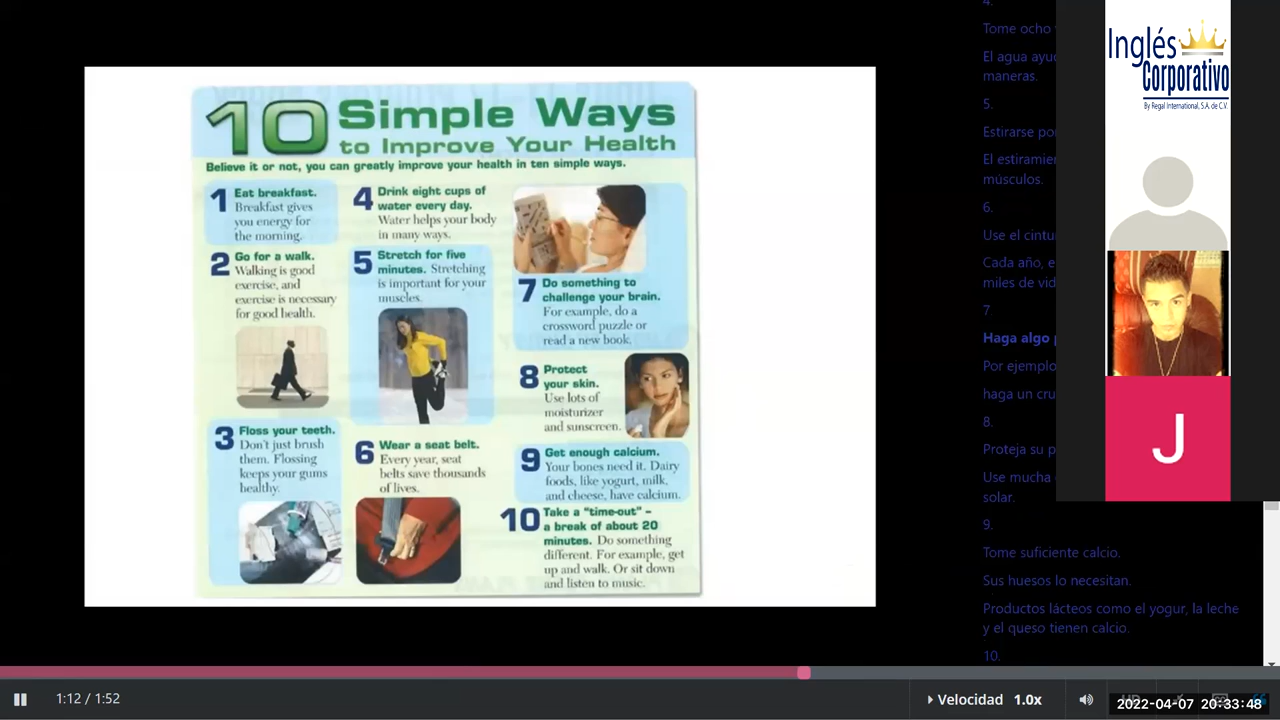 10 Simple Ways
to Improve Your Health
Believe it or not, you can greatly improve your health in ten simple ways.
1 Eat breakfast.
Breakfast gives
you energy for
the morning.
2 Go for a walk.
Walking is good
exercise, and
exercise is necessary
for good health.
3 Floss your teeth.
Don't just brush
them. Flossing
keeps your gums
healthy.
4 Drink eight cups of
water every day.
Water helps your body
in many ways.
5 Stretch for five
minutes. Stretching
is important for your
muscles.
6 Wear a seat belt.
Every year, seat
belts save thousands
of lives.
7 Do something to
challenge your brain.
For example, do a
crossword puzzle or
read a new book.
8 Protect
your skin.
Use lots of
moisturizer
and sunscreen.
9 Get enough calcium.
Your bones need it. Dairy
foods, like yogurt, milk,
and cheese, have calcium.
10 Take a “time-out” –
a break of about 20
minutes. Do something
different. For example, get
up and walk. Or sit down
and listen to music.
4.
Tome ocho
El agua
maneras.
5.
Estirarse
El
músculos.
6.
Use el
Cada año,
miles de
7
Haga algo
Por ejemplo
haga un
8.
Proteja su
Use mucha
solar.
9.
Tome suficiente calcio.
Sus huesos lo necesitan.
Productos lácteos como el yogur, la leche
y el queso tienen calcio.
10.
Inglés
Corporativo
By Regal International, S.A. de C.V.
J
1:12 / 1:52
Velocidad 1.0x
2022-04-07 20:33:48